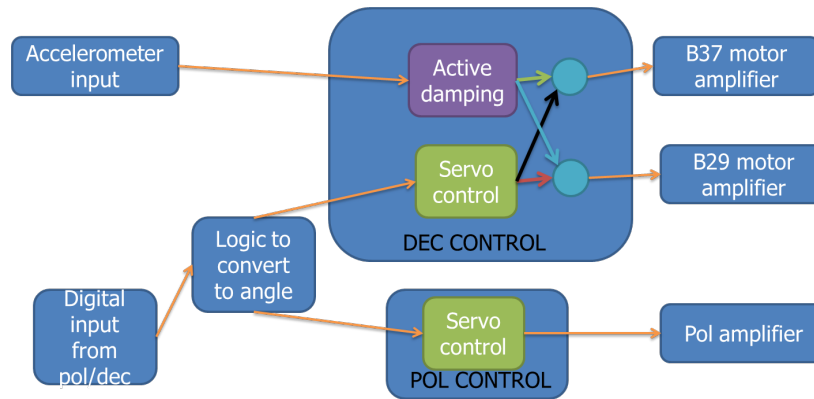 Accelerometer
input
Active
damping
B37 motor
amplifier
Servo
control
B29 motor
amplifier
DEC CONTROL
Logic to
convert
to angle
Digital
input
from
pol/dec
Servo
control
POL CONTROL
Pol amplifier